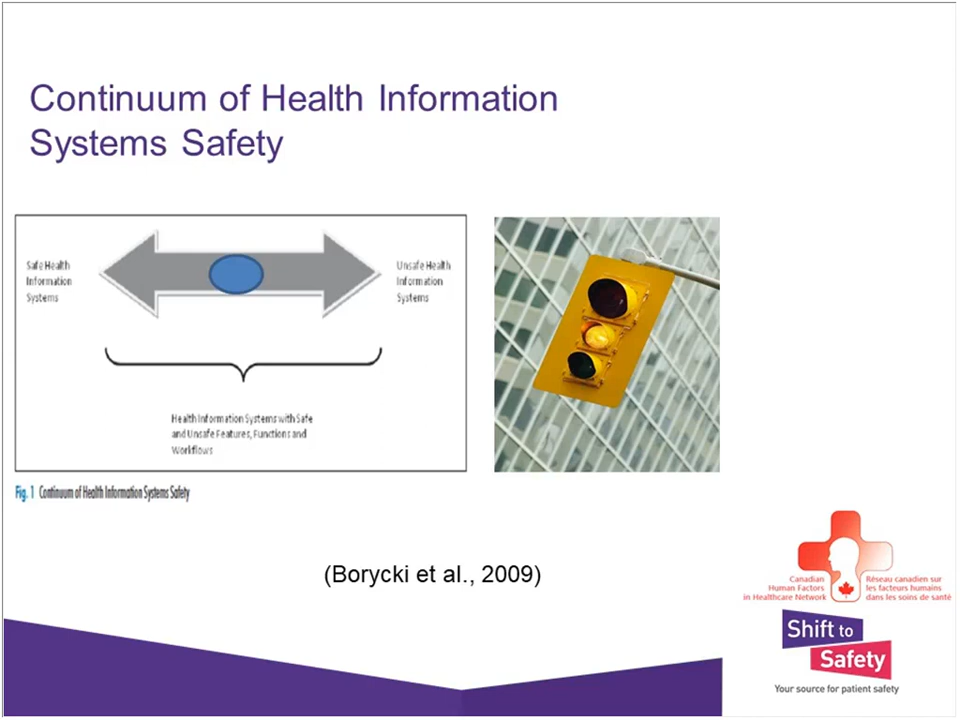 Continuum of Health Information
Systems Safety
Safe Health
Information
Systems
Unsafe Health
Information
Systems
Health Information Systems with Safe
and Unsafe Features, Functions and
Workflows
Fig. 1 Continuum of Health Information Systems Safety
(Borycki et al., 2009)
Canadian
Human Factors
in Healthcare Network
Réseau canadien sur
les facteurs humains
dans les soins de santé
Shift to
Safety
Your source for patient safety